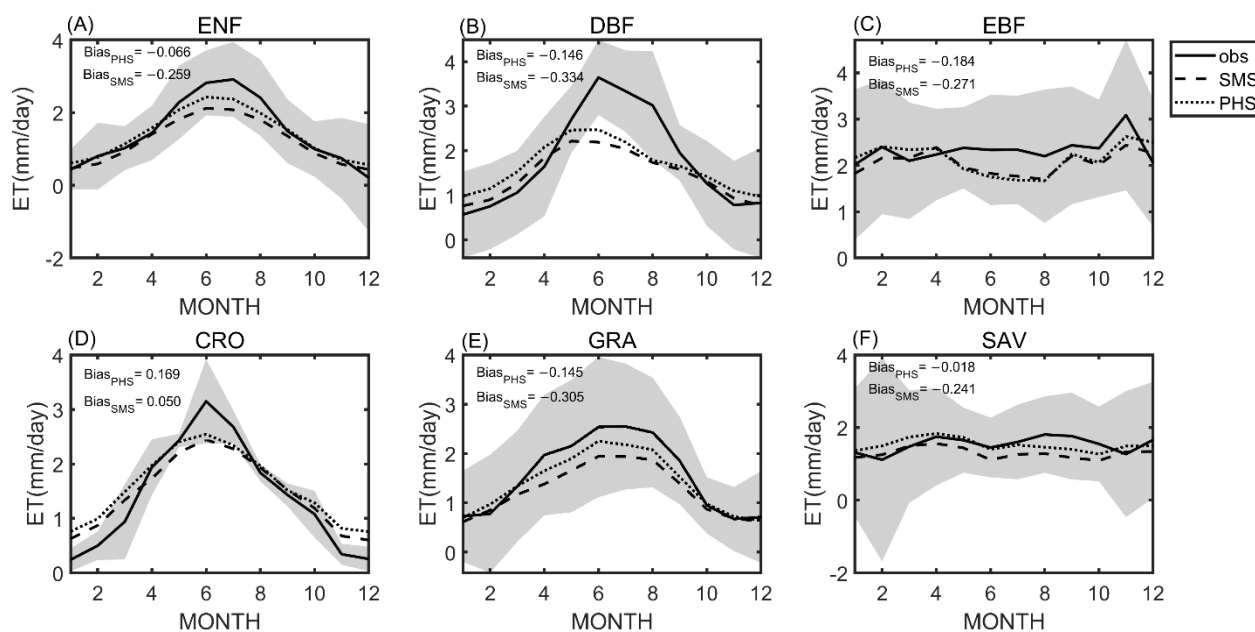 (A) ENF
Bias_PHS= −0.066
Bias_SMS= −0.259
ET(mm/day)
4
2
0
-2
2 4 6 8 10 12
MONTH
(B) DBF
Bias_PHS= −0.146
Bias_SMS= −0.334
ET(mm/day)
4
3
2
1
0
2 4 6 8 10 12
MONTH
(C) EBF
Bias_PHS= −0.184
Bias_SMS= −0.271
ET(mm/day)
4
3
2
1
0
2 4 6 8 10 12
MONTH
obs
SMS
PHS
(D) CRO
Bias_PHS 0.169
Bias_SMS 0.050
ET(mm/day)
4
3
2
1
0
2 4 6 8 10 12
MONTH
(E) GRA
Bias_PHS −0.145
Bias_SMS −0.305
ET(mm/day)
4
3
2
1
0
2 4 6 8 10 12
MONTH
(F) SAV
Bias_PHS −0.018
Bias_SMS −0.241
ET(mm/day)
4
2
0
-2
2 4 6 8 10 12
MONTH